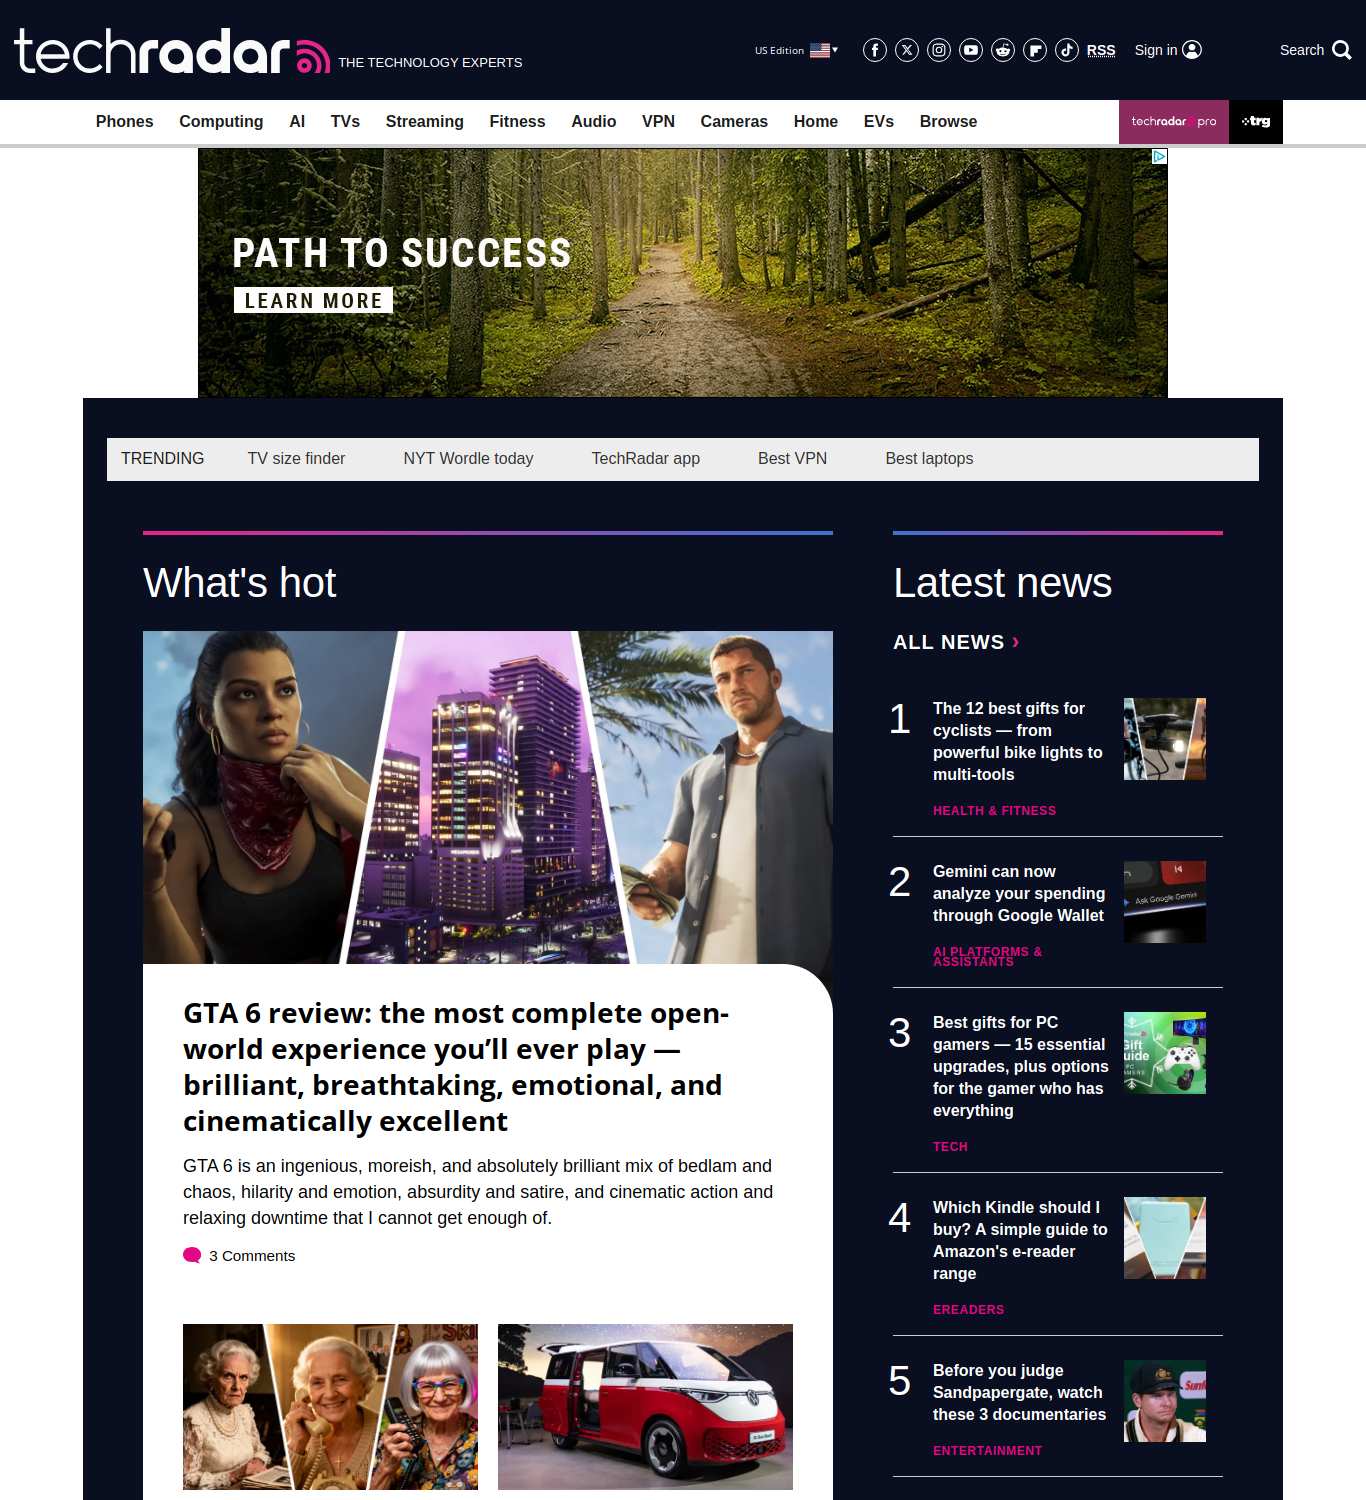 techradar
THE TECHNOLOGY EXPERTS
US Edition
RSS
Sign in
Search
Phones
Computing
AI
TVs
Streaming
Fitness
Audio
VPN
Cameras
Home
EVs
Browse
techradar pro
trg
PATH TO SUCCESS
LEARN MORE
TRENDING
TV size finder
NYT Wordle today
TechRadar app
Best VPN
Best laptops
What's hot
GTA 6 review: the most complete open-
world experience you’ll ever play —
brilliant, breathtaking, emotional, and
cinematically excellent
GTA 6 is an ingenious, moreish, and absolutely brilliant mix of bedlam and
chaos, hilarity and emotion, absurdity and satire, and cinematic action and
relaxing downtime that I cannot get enough of.
3 Comments
Latest news
ALL NEWS ›
1
The 12 best gifts for
cyclists — from
powerful bike lights to
multi-tools
HEALTH & FITNESS
2
Gemini can now
analyze your spending
through Google Wallet
Ask Google Gemini
AI PLATFORMS &
ASSISTANTS
3
Best gifts for PC
gamers — 15 essential
upgrades, plus options
for the gamer who has
everything
TECH
4
Which Kindle should I
buy? A simple guide to
Amazon's e-reader
range
EREADERS
5
Before you judge
Sandpapergate, watch
these 3 documentaries
ENTERTAINMENT